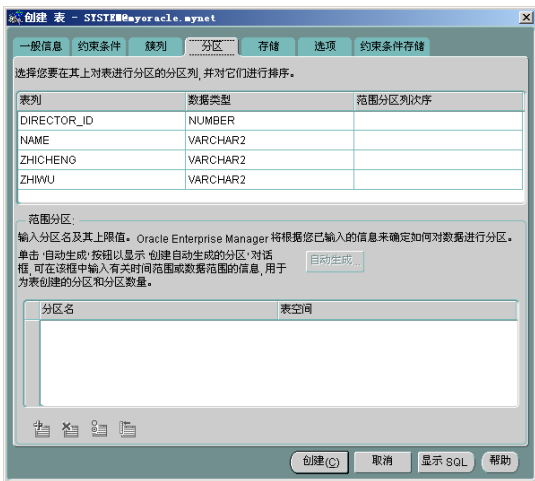 创建 表 - SYSTEM@myoracle.mynet
一般信息 约束条件 簇列 分区 存储 选项 约束条件存储
选择您要在其上对表进行分区的分区列, 并对它们进行排序。
表列 数据类型 范围分区列次序
DIRECTOR_ID NUMBER
NAME VARCHAR2
ZHICHENG VARCHAR2
ZHIWU VARCHAR2
范围分区:
输入分区名及其上限值。Oracle Enterprise Manager 将根据您已输入的信息来确定如何对数据进行分区。
单击 '自动生成' 按钮以显示 '创建自动生成的分区' 对话
框, 可在该框中输入有关时间范围或数据范围的信息, 用于
为表创建的分区和分区数量。
自动生成...
分区名 表空间
创建(C) 取消 显示 SQL 帮助